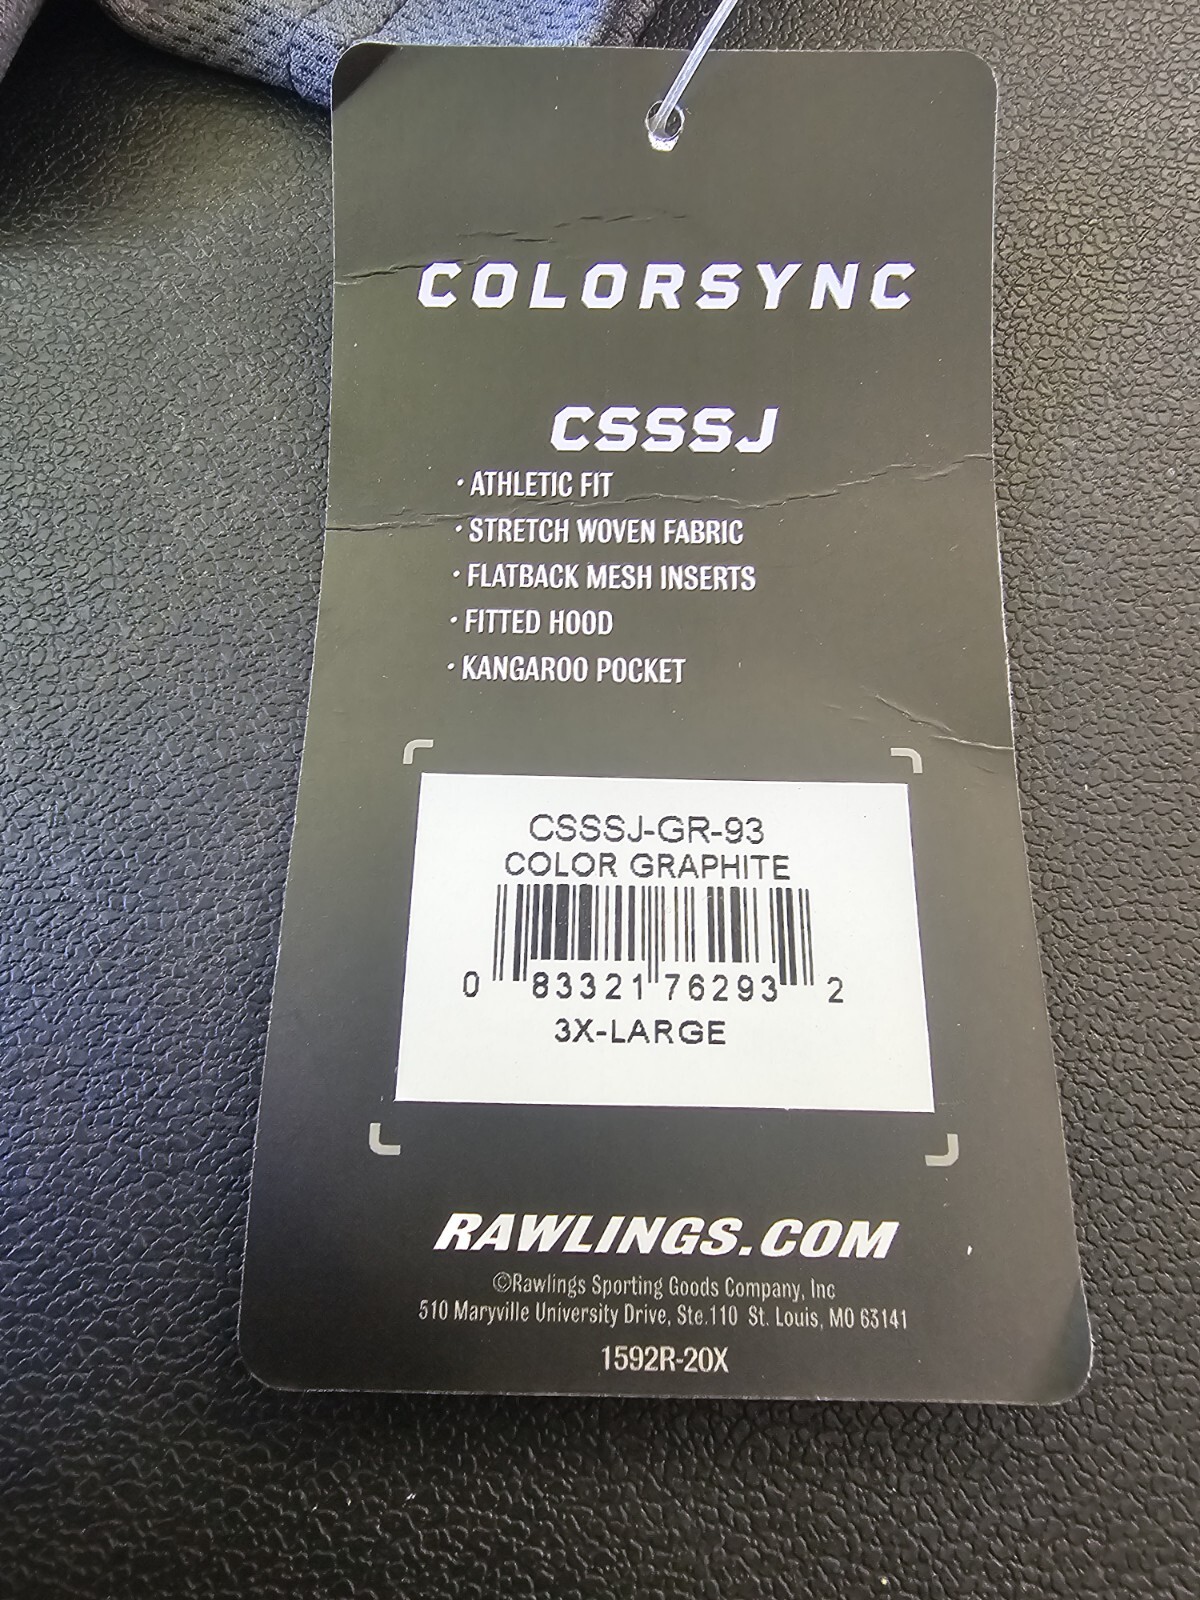 COLORSYNC
CSSSJ
• ATHLETIC FIT
• STRETCH WOVEN FABRIC
• FLATBACK MESH INSERTS
• FITTED HOOD
• KANGAROO POCKET
CSSSJ-GR-93
COLOR GRAPHITE
0 83321 76293 2
3X-LARGE
RAWLINGS.COM
©Rawlings Sporting Goods Company, Inc
510 Maryville University Drive, Ste.110 St. Louis, MO 63141
1592R-20X